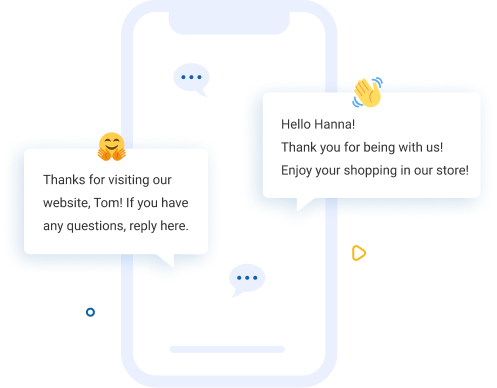 Hello Hanna!
Thank you for being with us!
Enjoy your shopping in our store!
Thanks for visiting our
website, Tom! If you have
any questions, reply here.